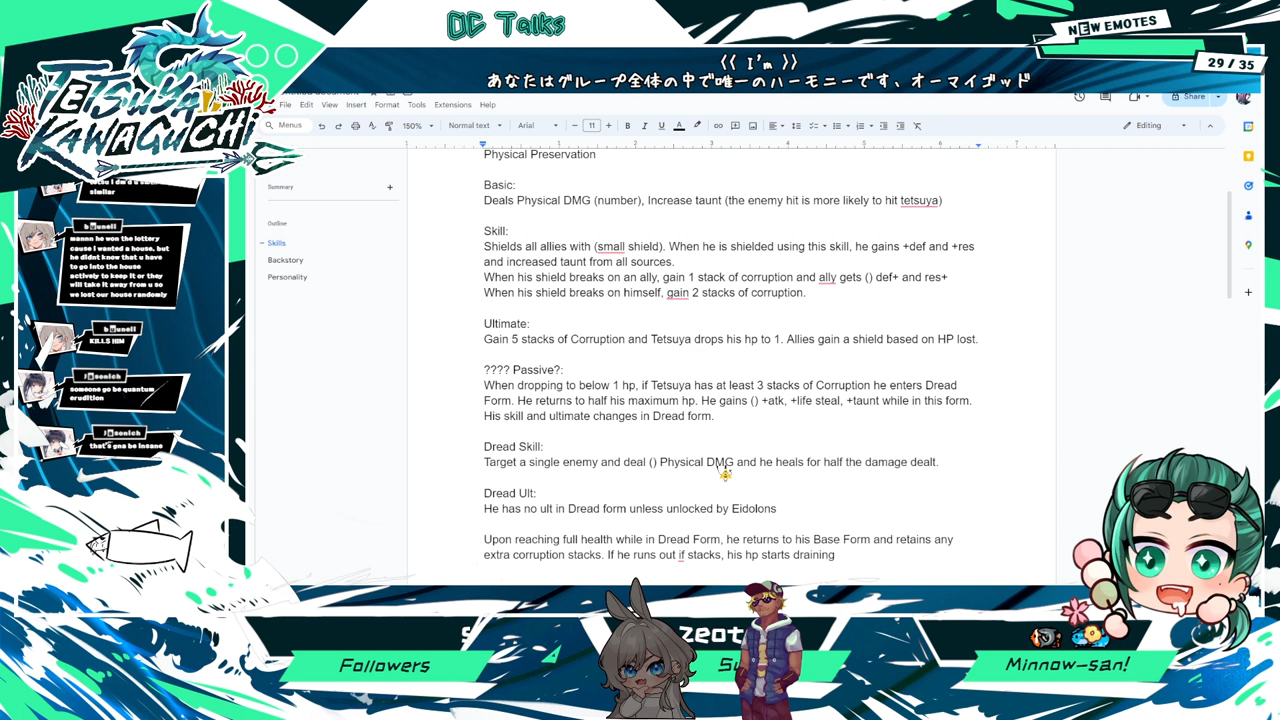 OC Talks
NEW EMOTES
TETSUYA
KAWAGUCHI
《 I'm 》
あなたはグループ全体の中で唯一のハーモニーです、オーマイゴッド
29 / 35
File Edit View Insert Format Tools Extensions Help
Share
Menus
150%
Normal text
Arial
11
Editing
1 2 3 4 5 6 7
Summary
Outline
Skills
Backstory
Personality
similar
mannn he won the lottery
cause i wanted a house, but
he didnt know that u have
to go into the house
actively to keep it or they
will take it away from u so
we lost our house randomly
KILLS HIM
someone go be quantum
erudition
that's gna be insane
Physical Preservation
Basic:
Deals Physical DMG (number), Increase taunt (the enemy hit is more likely to hit tetsuya)
Skill:
Shields all allies with (small shield). When he is shielded using this skill, he gains +def and +res
and increased taunt from all sources.
When his shield breaks on an ally, gain 1 stack of corruption and ally gets () def+ and res+
When his shield breaks on himself, gain 2 stacks of corruption.
Ultimate:
Gain 5 stacks of Corruption and Tetsuya drops his hp to 1. Allies gain a shield based on HP lost.
???? Passive?:
When dropping to below 1 hp, if Tetsuya has at least 3 stacks of Corruption he enters Dread
Form. He returns to half his maximum hp. He gains () +atk, +life steal, +taunt while in this form.
His skill and ultimate changes in Dread form.
Dread Skill:
Target a single enemy and deal () Physical DMG and he heals for half the damage dealt.
Dread Ult:
He has no ult in Dread form unless unlocked by Eidolons
Upon reaching full health while in Dread Form, he returns to his Base Form and retains any
extra corruption stacks. If he runs out if stacks, his hp starts draining
Followers
Minnow-san!